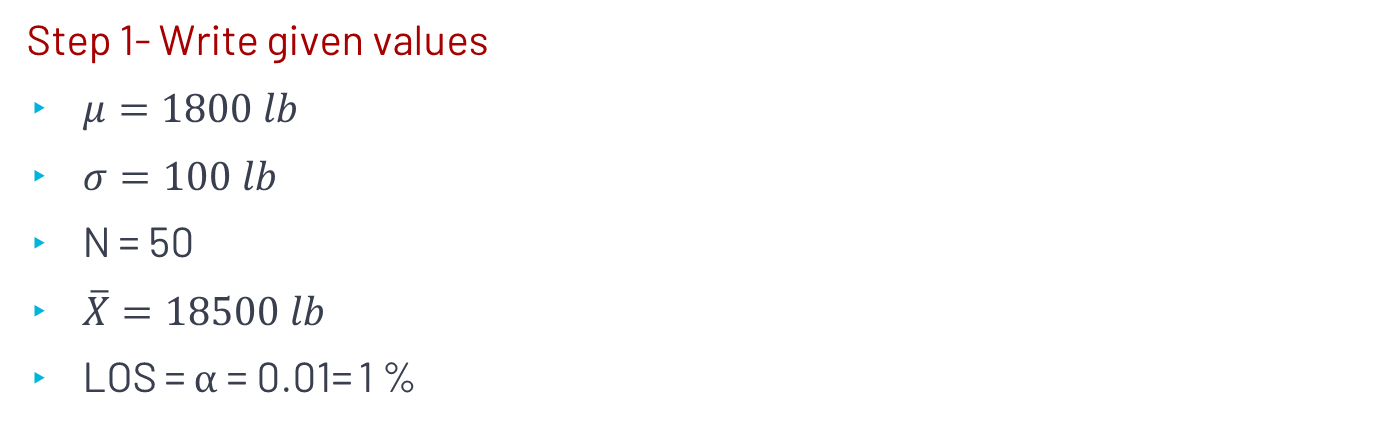 Step 1- Write given values
▸ 𝜇 = 1800 𝑙𝑏
▸ 𝜎 = 100 𝑙𝑏
▸ N = 50
▸ X̄ = 18500 𝑙𝑏
▸ LOS = α = 0.01= 1 %